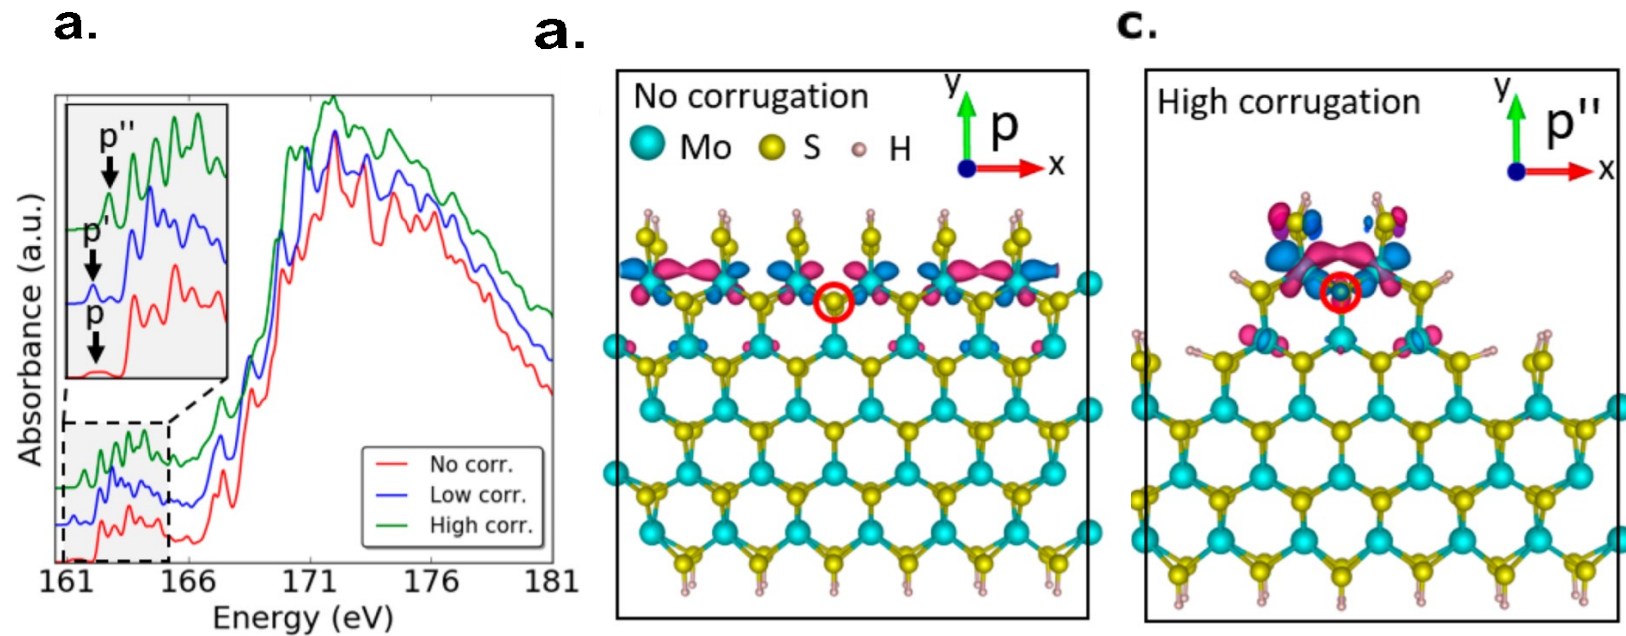 a.
p''
p'
p
Absorbance (a.u.)
No corr.
Low corr.
High corr.
161 166 171 176 181
Energy (eV)
a.
No corrugation
Mo S H
y
p
x
c.
High corrugation
y
p''
x